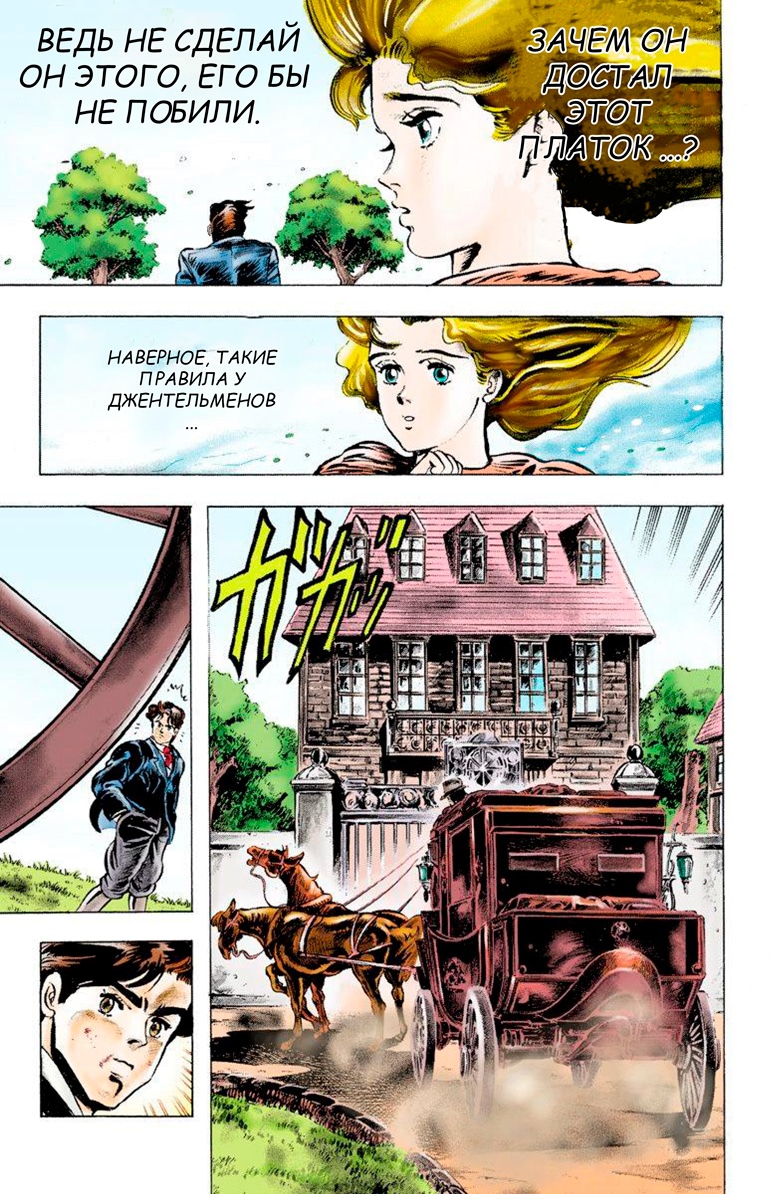 ЗАЧЕМ ОН
ДОСТАЛ
ЭТОТ
ПЛАТОК ...?
ВЕДЬ НЕ СДЕЛАЙ
ОН ЭТОГО, ЕГО БЫ
НЕ ПОБИЛИ.
НАВЕРНОЕ, ТАКИЕ
ПРАВИЛА У
ДЖЕНТЕЛЬМЕНОВ
...
ガガッ